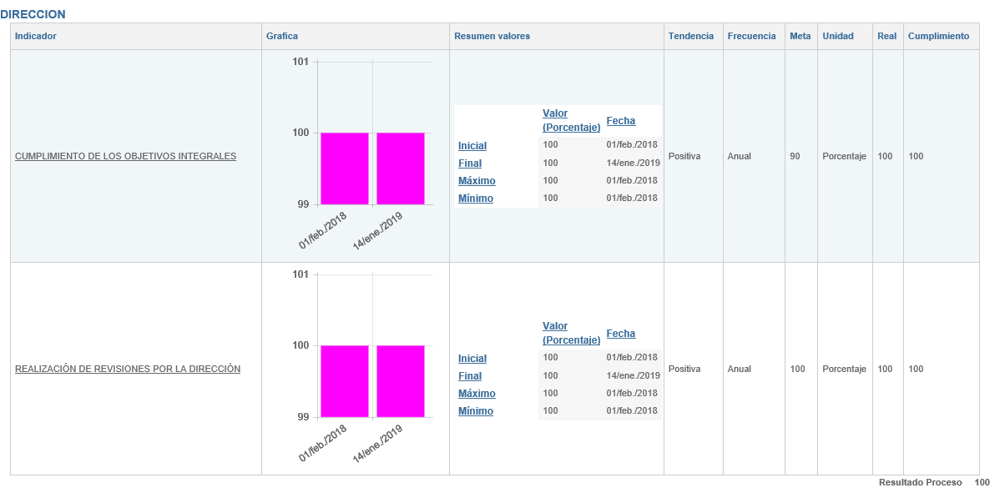 DIRECCION
Indicador Grafica Resumen valores Tendencia Frecuencia Meta Unidad Real Cumplimiento
CUMPLIMIENTO DE LOS OBJETIVOS INTEGRALES
101
100
99
01/feb./2018 14/ene./2019
Valor (Porcentaje) Fecha
Inicial 100 01/feb./2018
Final 100 14/ene./2019
Máximo 100 01/feb./2018
Mínimo 100 01/feb./2018
Positiva Anual 90 Porcentaje 100 100
REALIZACIÓN DE REVISIONES POR LA DIRECCIÓN
101
100
99
01/feb./2018 14/ene./2019
Valor (Porcentaje) Fecha
Inicial 100 01/feb./2018
Final 100 14/ene./2019
Máximo 100 01/feb./2018
Mínimo 100 01/feb./2018
Positiva Anual 100 Porcentaje 100 100
Resultado Proceso 100